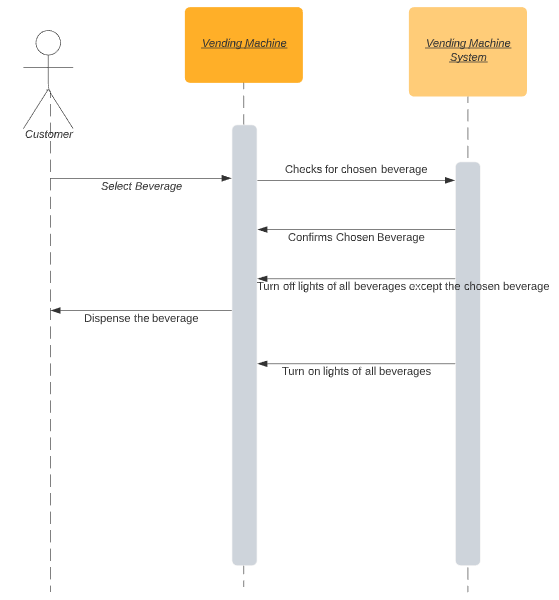 Vending Machine
Vending Machine
System
Customer
Checks for chosen beverage
Select Beverage
Confirms Chosen Beverage
Turn off lights of all beverages except the chosen beverage
Dispense the beverage
Turn on lights of all beverages